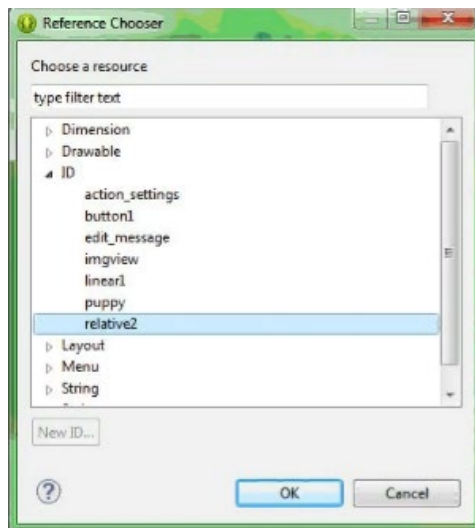 Reference Chooser
Choose a resource
type filter text
Dimension
Drawable
ID
action_settings
button1
edit_message
imgview
linear1
puppy
relative2
Layout
Menu
String
New ID...
OK
Cancel